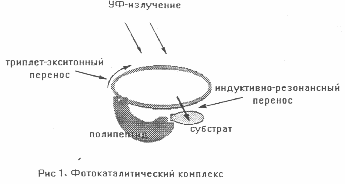 УФ-излучение
триплет-экситонный
перенос
индуктивно-резонансный
перенос
полипептид
субстрат
Рис 1. Фотокаталитический комплекс